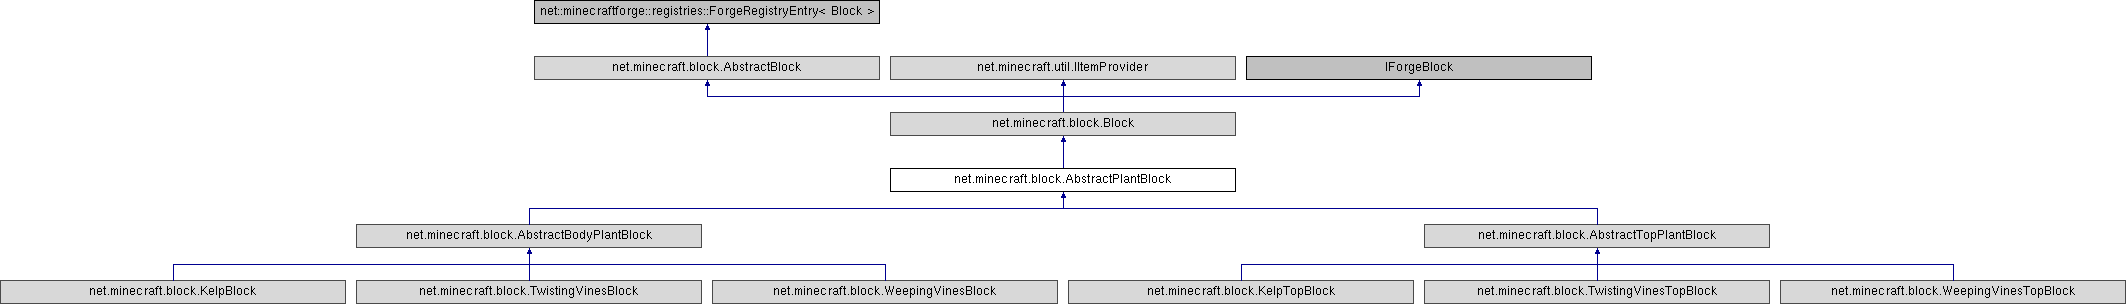 net::minecraftforge::registries::ForgeRegistryEntry< Block >
net.minecraft.block.AbstractBlock
net.minecraft.util.IItemProvider
IForgeBlock
net.minecraft.block.Block
net.minecraft.block.AbstractPlantBlock
net.minecraft.block.AbstractBodyPlantBlock
net.minecraft.block.AbstractTopPlantBlock
net.minecraft.block.KelpBlock
net.minecraft.block.TwistingVinesBlock
net.minecraft.block.WeepingVinesBlock
net.minecraft.block.KelpTopBlock
net.minecraft.block.TwistingVinesTopBlock
net.minecraft.block.WeepingVinesTopBlock